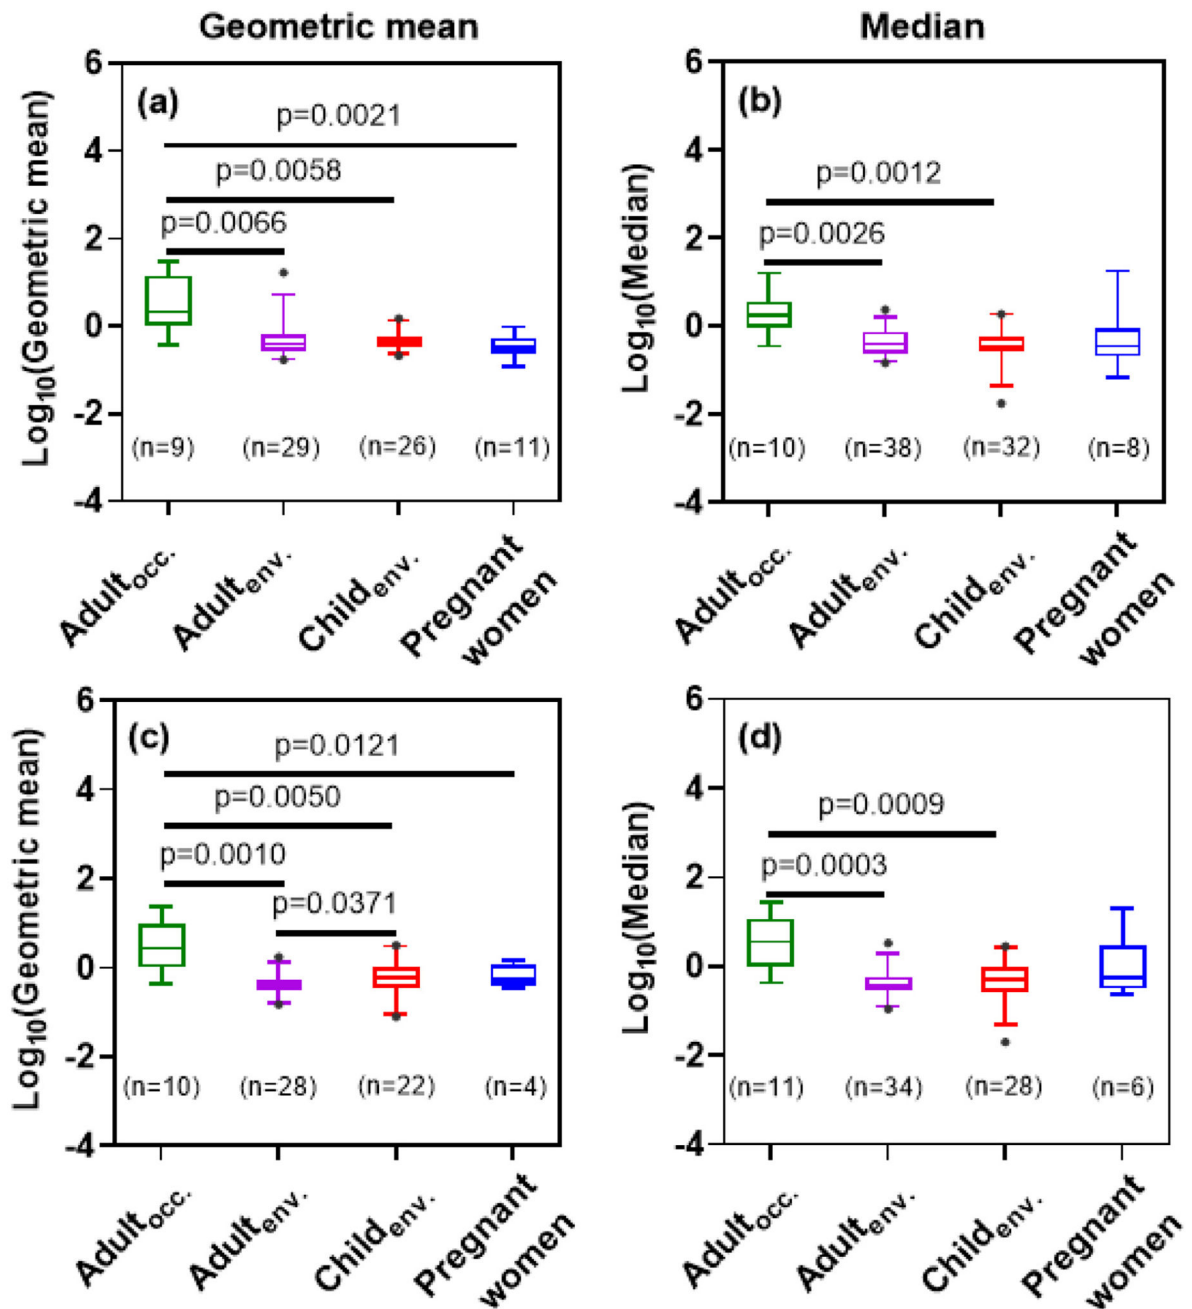 Geometric mean
Median
(a)
Log10(Geometric mean)
6
4
2
0
-2
-4
p=0.0021
p=0.0058
p=0.0066
(n=9)
(n=29)
(n=26)
(n=11)
Adultocc.
Adultenv.
Childenv.
Pregnant
women
(b)
Log10(Median)
6
4
2
0
-2
-4
p=0.0012
p=0.0026
(n=10)
(n=38)
(n=32)
(n=8)
Adultocc.
Adultenv.
Childenv.
Pregnant
women
(c)
Log10(Geometric mean)
6
4
2
0
-2
-4
p=0.0121
p=0.0050
p=0.0010
p=0.0371
(n=10)
(n=28)
(n=22)
(n=4)
Adultocc.
Adultenv.
Childenv.
Pregnant
women
(d)
Log10(Median)
6
4
2
0
-2
-4
p=0.0009
p=0.0003
(n=11)
(n=34)
(n=28)
(n=6)
Adultocc.
Adultenv.
Childenv.
Pregnant
women